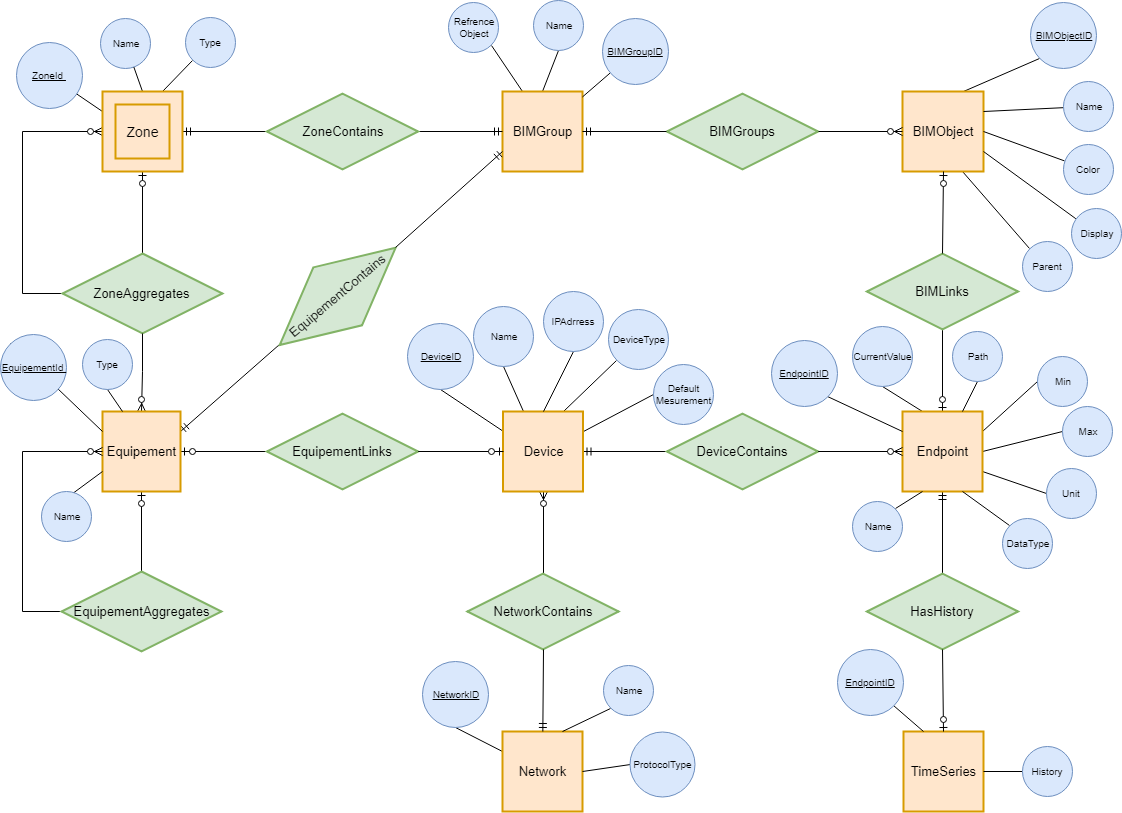 Refrence
Object
Name
BIMGroupID
BIMObjectID
Name
Type
ZoneId
Name
Zone
ZoneContains
BIMGroup
BIMGroups
BIMObject
Color
Display
Parent
ZoneAggregates
EquipementContains
BIMLinks
EquipementId
Type
DeviceID
Name
IPAdrress
DeviceType
Default
Mesurement
EndpointID
CurrentValue
Path
Min
Max
Equipement
EquipementLinks
Device
DeviceContains
Endpoint
Unit
Name
Name
DataType
EquipementAggregates
NetworkContains
HasHistory
NetworkID
Name
EndpointID
ProtocolType
Network
TimeSeries
History